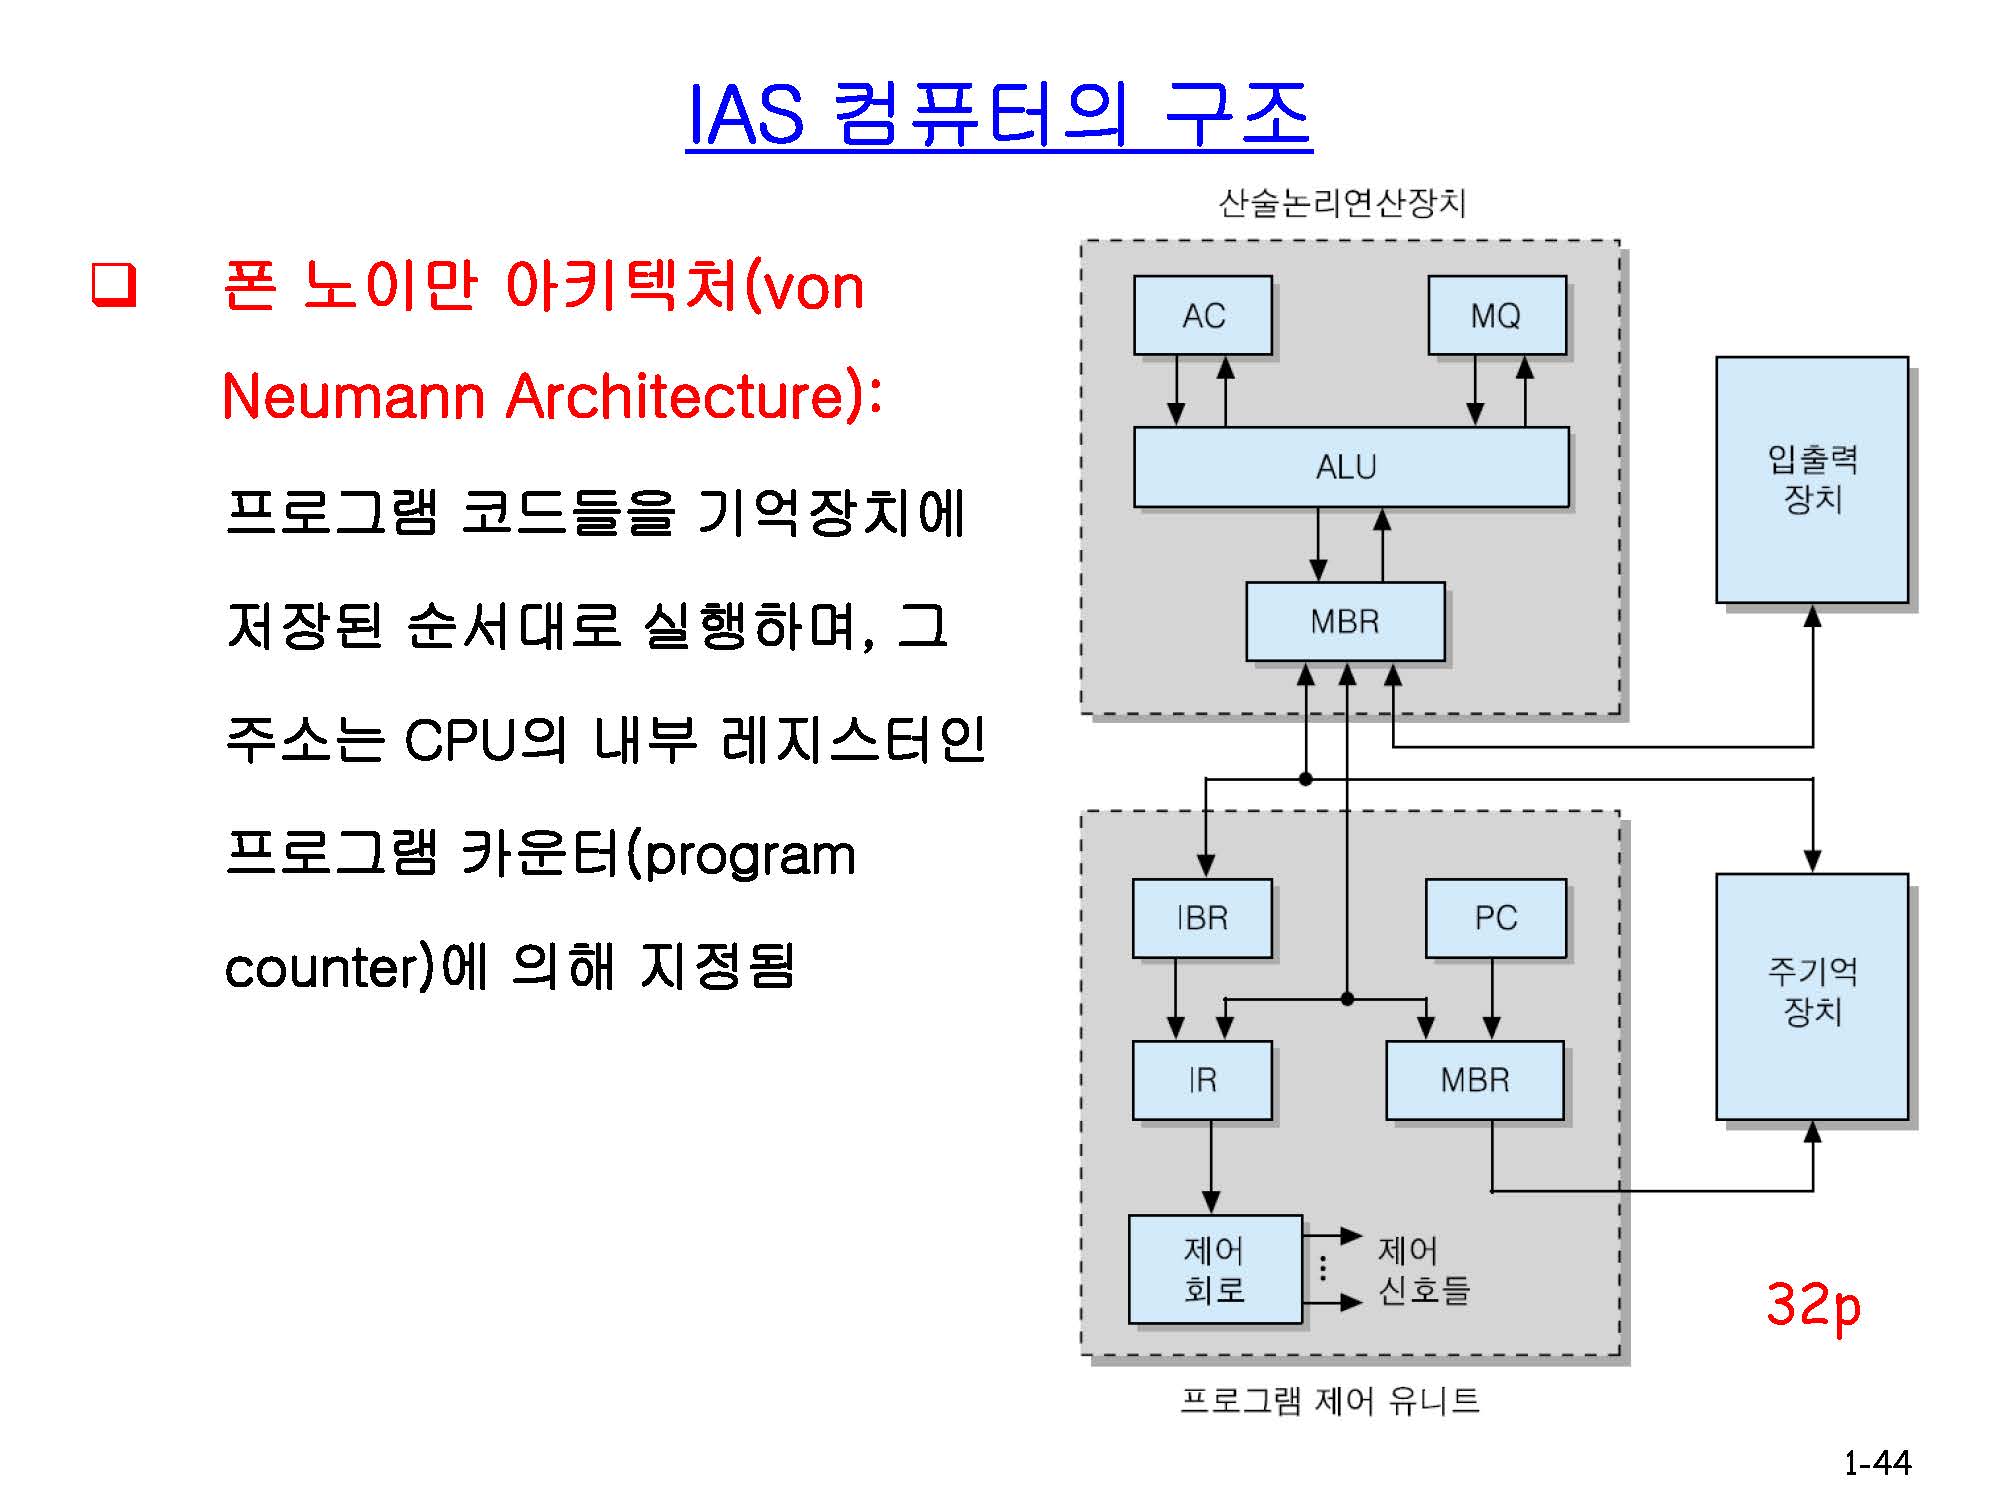 IAS 컴퓨터의 구조
폰 노이만 아키텍처(von
Neumann Architecture):
프로그램 코드들을 기억장치에
저장된 순서대로 실행하며, 그
주소는 CPU의 내부 레지스터인
프로그램 카운터(program
counter)에 의해 지정됨
산술논리연산장치
AC
MQ
ALU
MBR
입출력
장치
IBR
PC
IR
MBR
주기억
장치
제어
회로
제어
신호들
프로그램 제어 유니트
32p
1-44